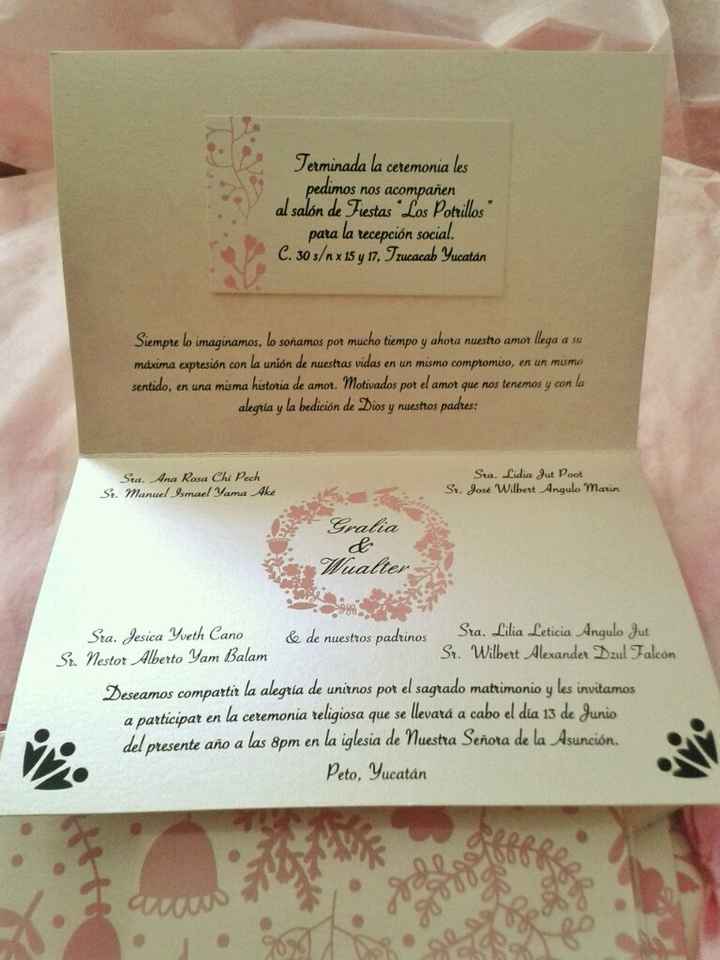 Terminada la ceremonia les
pedimos nos acompañen
al salón de Fiestas "Los Potrillos"
para la recepción social.
C. 30 s/n x 15 y 17, Tzucacab Yucatán
Siempre lo imaginamos, lo soñamos por mucho tiempo y ahora nuestro amor llega a su
máxima expresión con la unión de nuestras vidas en un mismo compromiso, en un mismo
sentido, en una misma historia de amor. Motivados por el amor que nos tenemos y con la
alegría y la bedición de Dios y nuestros padres:
Sra. Ana Rosa Chi Pech
Sr. Manuel Ismael Yama Aké
Sra. Lidia Jut Poot
Sr. José Wilbert Angulo Marin
Gralia
&
Wualter
Sra. Jesica Yveth Cano
Sr. Nestor Alberto Yam Balam
& de nuestros padrinos
Sra. Lilia Leticia Angulo Jut
Sr. Wilbert Alexander Dzul Falcón
Deseamos compartir la alegría de unirnos por el sagrado matrimonio y les invitamos
a participar en la ceremonia religiosa que se llevará a cabo el día 13 de Junio
del presente año a las 8pm en la iglesia de Nuestra Señora de la Asunción.
Peto, Yucatán